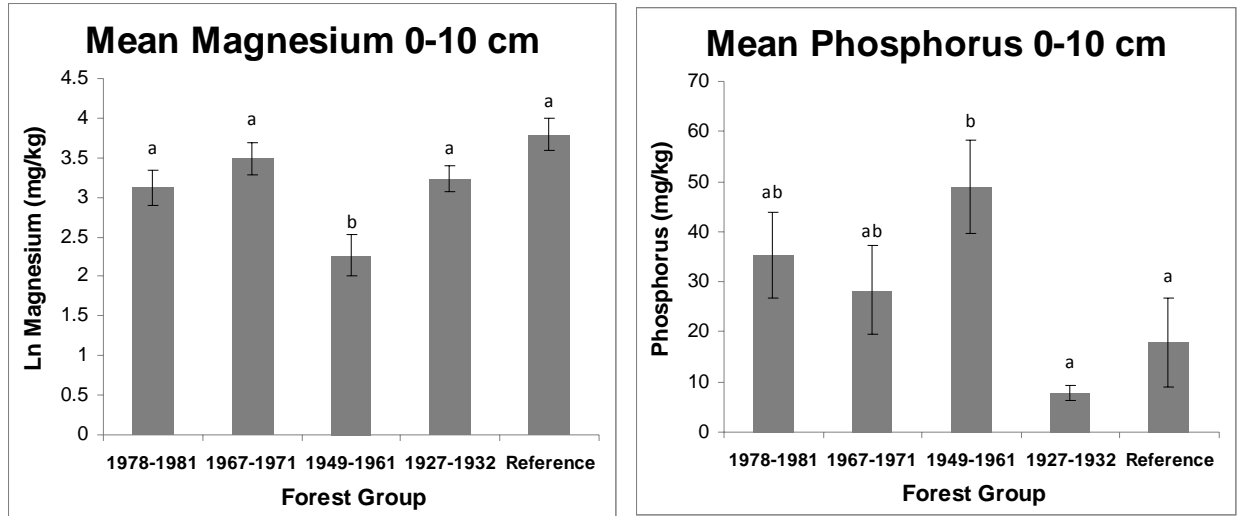 Mean Magnesium 0-10 cm
Ln Magnesium (mg/kg)
4.5
4
3.5
3
2.5
2
1.5
1
0.5
0
a
a
b
a
a
1978-1981 1967-1971 1949-1961 1927-1932 Reference
Forest Group
Mean Phosphorus 0-10 cm
Phosphorus (mg/kg)
70
60
50
40
30
20
10
0
ab
ab
b
a
a
1978-1981 1967-1971 1949-1961 1927-1932 Reference
Forest Group